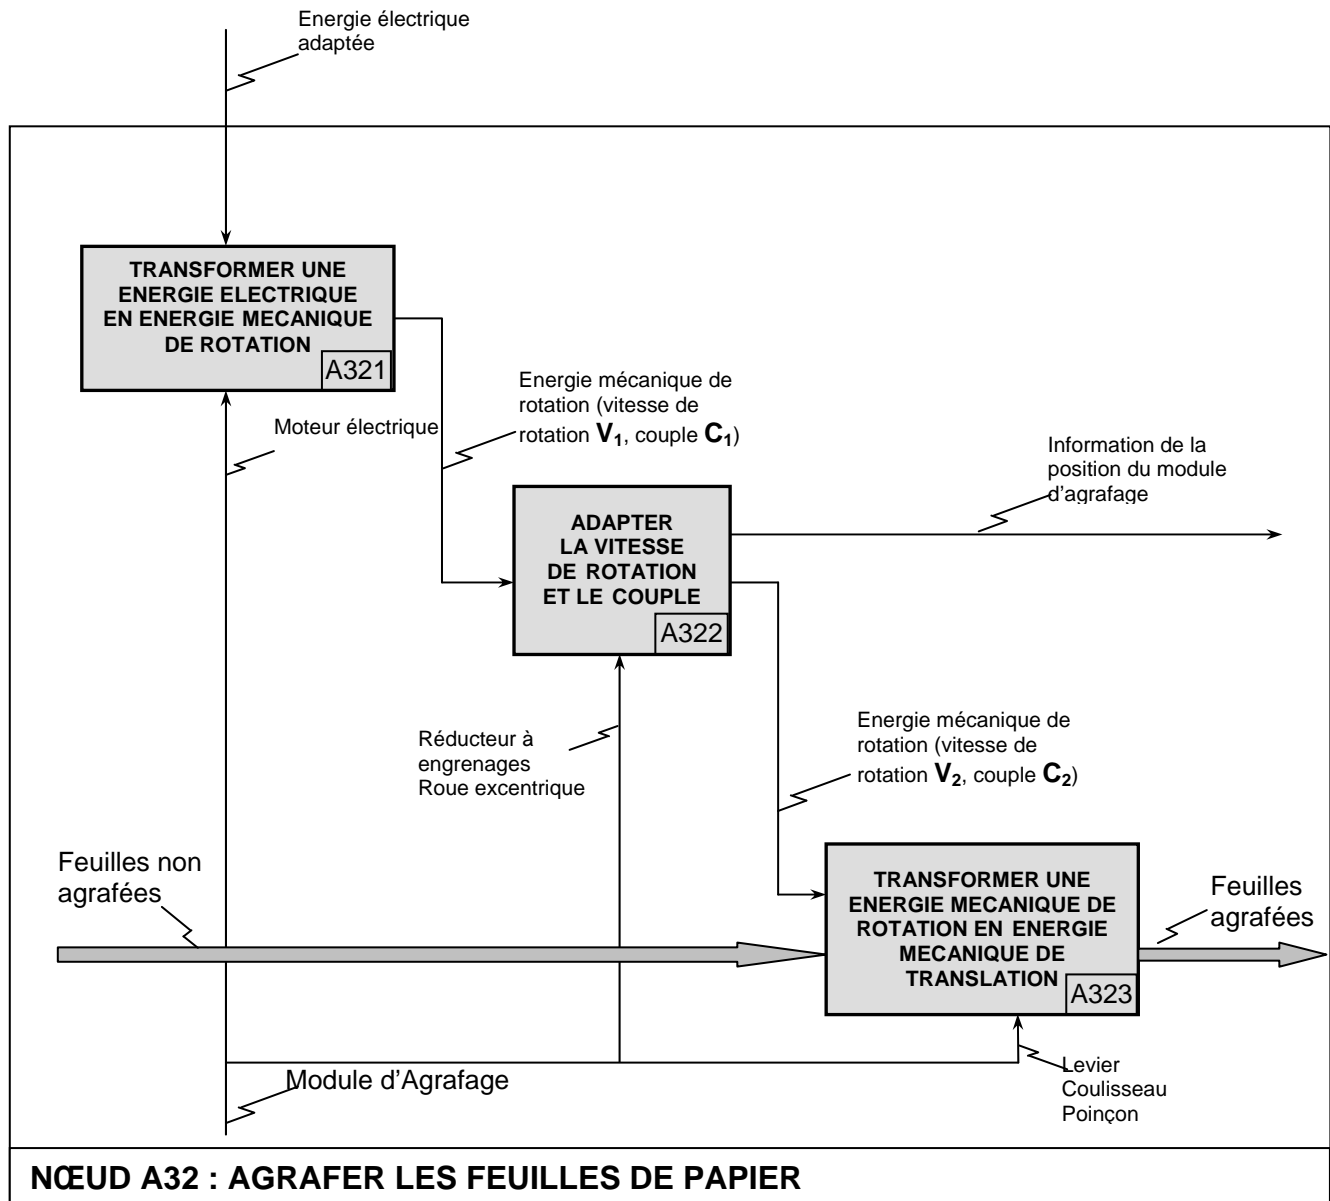 Energie électrique
adaptée
TRANSFORMER UNE
ENERGIE ELECTRIQUE
EN ENERGIE MECANIQUE
DE ROTATION
A321
Moteur électrique
Energie mécanique de
rotation (vitesse de
rotation V1, couple C1)
Information de la
position du module
d'agrafage
ADAPTER
LA VITESSE
DE ROTATION
ET LE COUPLE
A322
Réducteur à
engrenages
Roue excentrique
Energie mécanique de
rotation (vitesse de
rotation V2, couple C2)
Feuilles non
agrafées
TRANSFORMER UNE
ENERGIE MECANIQUE DE
ROTATION EN ENERGIE
MECANIQUE DE
TRANSLATION
A323
Feuilles
agrafées
Module d'Agrafage
Levier
Coulisseau
Poinçon
NŒUD A32 : AGRAFER LES FEUILLES DE PAPIER